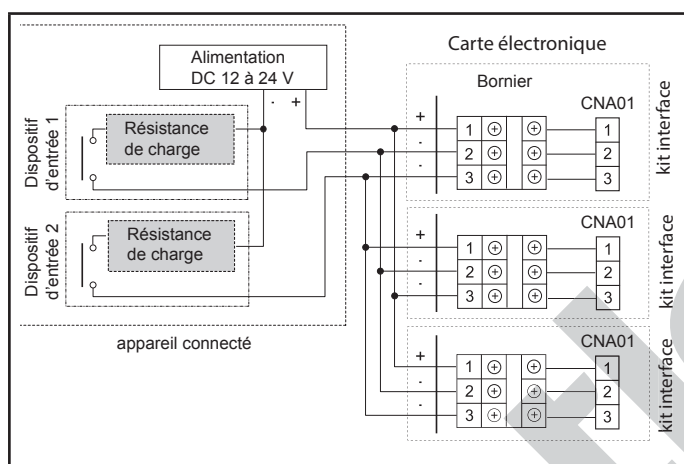 Alimentation
DC 12 à 24 V
- +
Dispositif
d'entrée 1
Résistance
de charge
Dispositif
d'entrée 2
Résistance
de charge
appareil connecté
Carte électronique
Bornier
CNA01
+
-
-
1
2
3
1
2
3
kit interface
CNA01
+
-
-
1
2
3
1
2
3
kit interface
CNA01
+
-
-
1
2
3
1
2
3
kit interface